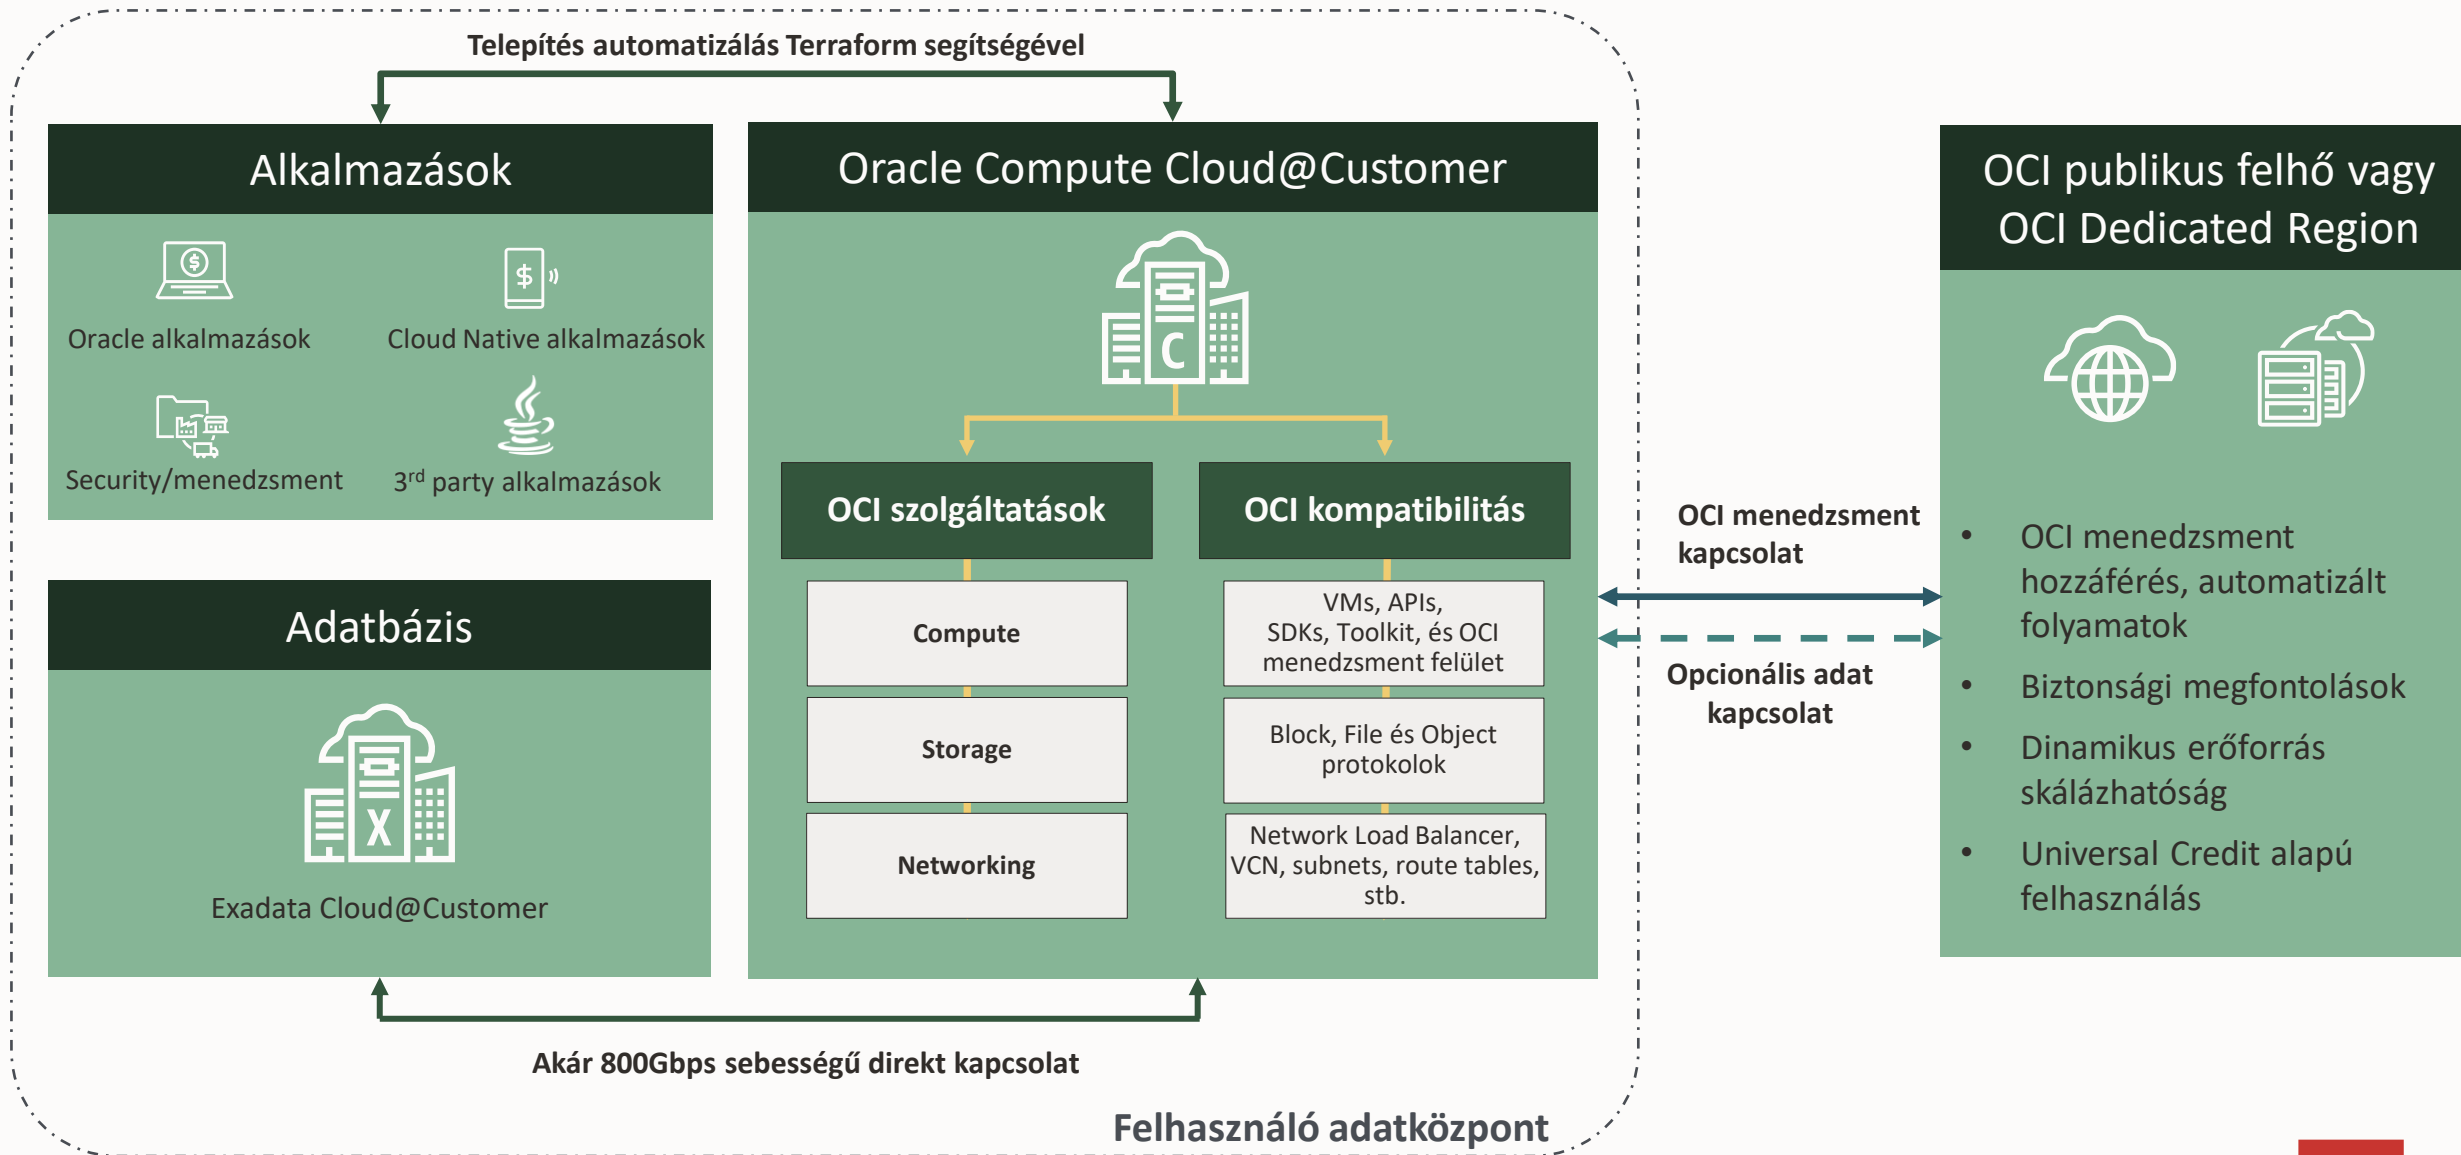 Telepítés automatizálás Terraform segítségével
Alkalmazások
Oracle alkalmazások
Cloud Native alkalmazások
Security/menedzsment
3rd party alkalmazások
Adatbázis
X
Exadata Cloud@Customer
Oracle Compute Cloud@Customer
C
OCI szolgáltatások
Compute
Storage
Networking
OCI kompatibilitás
VMs, APIs,
SDKs, Toolkit, és OCI
menedzsment felület
Block, File és Object
protokolok
Network Load Balancer,
VCN, subnets, route tables,
stb.
Akár 800Gbps sebességű direkt kapcsolat
Felhasználó adatközpont
OCI menedzsment
kapcsolat
Opcionális adat
kapcsolat
OCI publikus felhő vagy
OCI Dedicated Region
• OCI menedzsment
hozzáférés, automatizált
folyamatok
• Biztonsági megfontolások
• Dinamikus erőforrás
skálázhatóság
• Universal Credit alapú
felhasználás